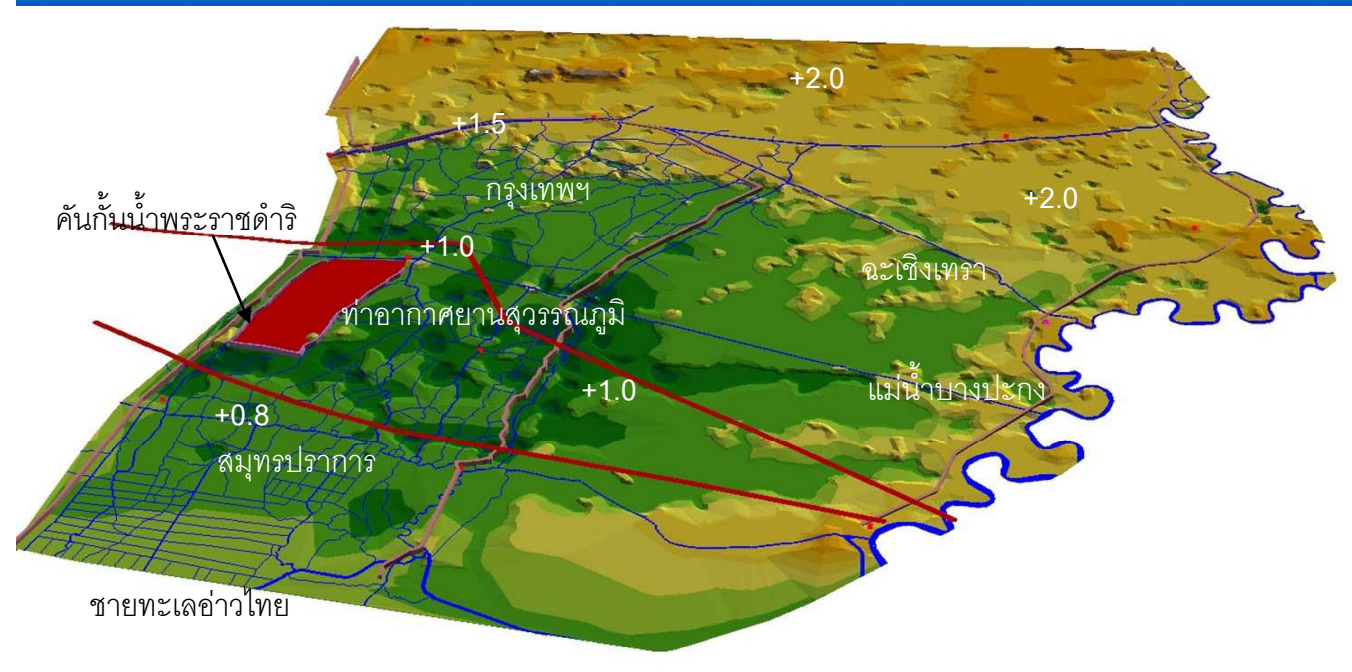 +2.0
+1.5
กรุงเทพฯ
+2.0
คันกั้นน้ำพระราชดำริ
+1.0
ฉะเชิงเทรา
ท่าอากาศยานสุวรรณภูมิ
+1.0
แม่น้ำบางปะกง
+0.8
สมุทรปราการ
ชายทะเลอ่าวไทย